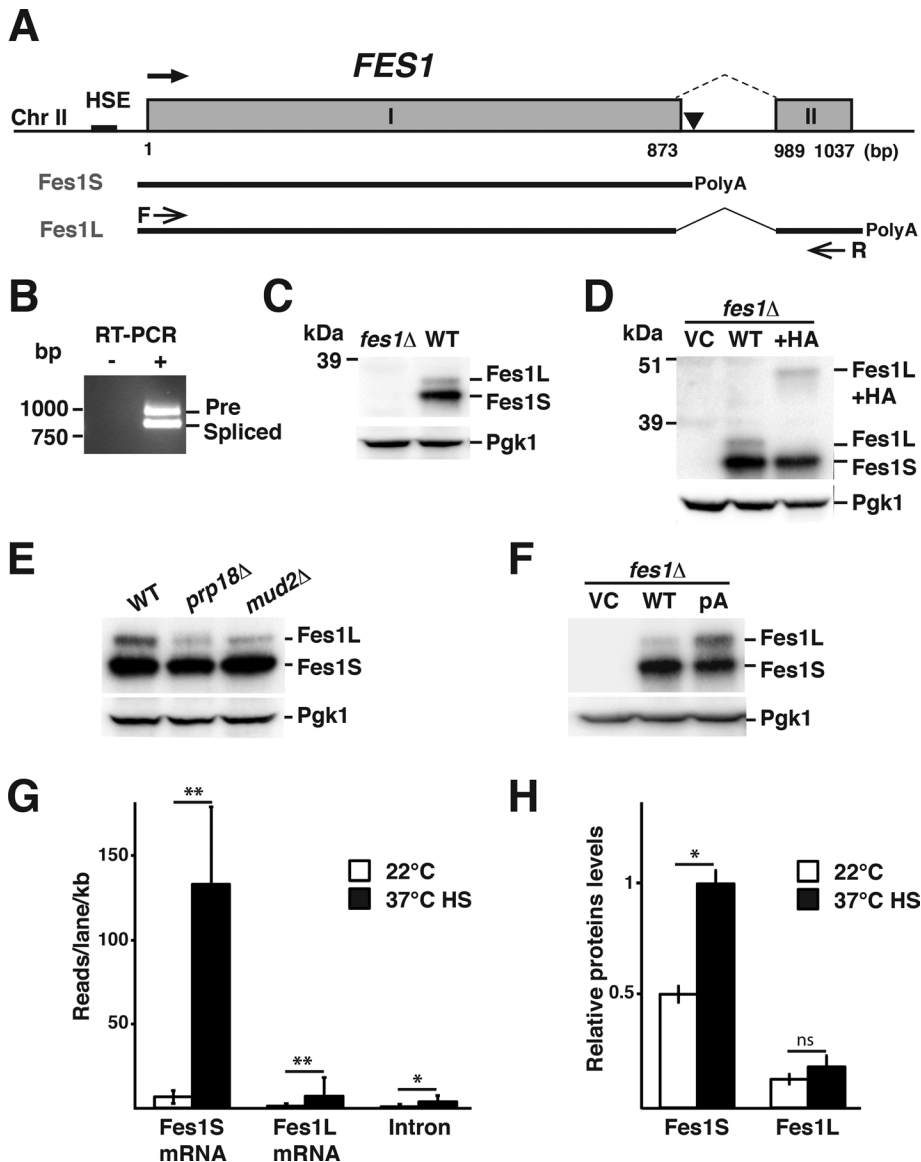 A
FES1
HSE
Chr II
I
II
1
873
989 1037 (bp)
Fes1S
PolyA
F
Fes1L
PolyA
R
B
RT-PCR
bp
- +
1000
Pre
750
Spliced
C
kDa
fes1Δ WT
39
Fes1L
Fes1S
Pgk1
D
fes1Δ
kDa
VC WT +HA
51
Fes1L
+HA
39
Fes1L
Fes1S
Pgk1
E
WT prp18Δ mud2Δ
Fes1L
Fes1S
Pgk1
F
fes1Δ
VC WT pA
Fes1L
Fes1S
Pgk1
G
Reads/lane/kb
150
100
50
**
**
*
22°C
37°C HS
Fes1S
mRNA
Fes1L
mRNA
Intron
H
Relative proteins levels
1
0.5
*
ns
22°C
37°C HS
Fes1S
Fes1L